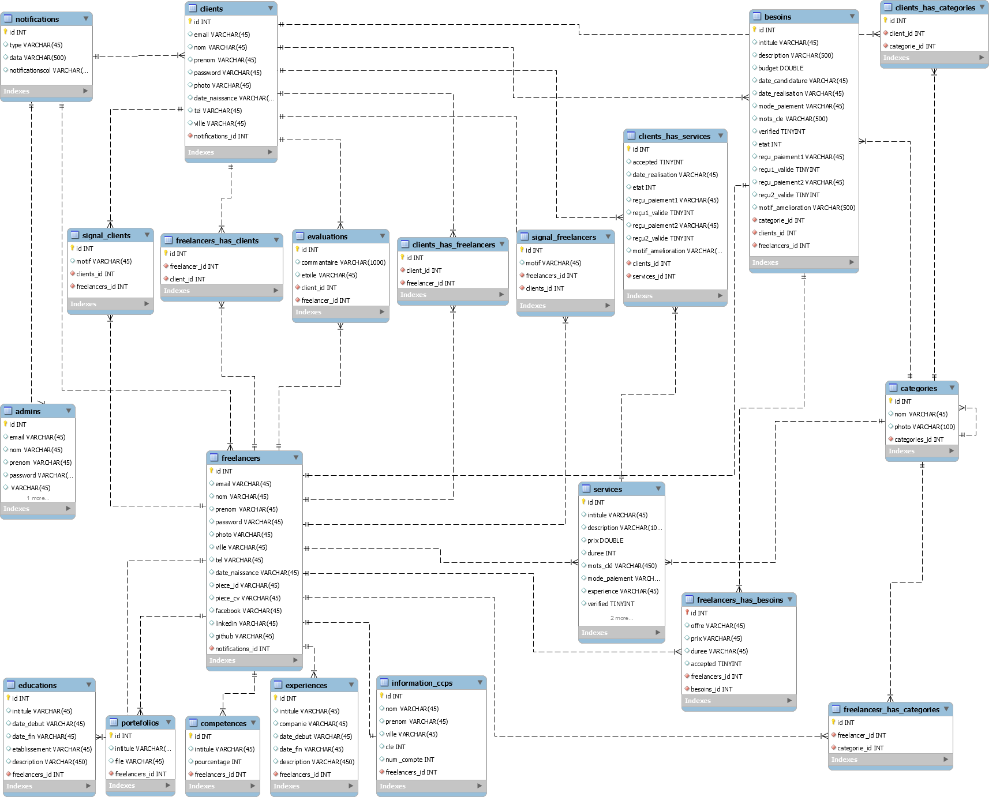 notifications
id INT
type VARCHAR(45)
data VARCHAR(500)
notificationscol VARCHAR(...
Indexes
clients
id INT
email VARCHAR(45)
nom VARCHAR(45)
prenom VARCHAR(45)
password VARCHAR(45)
photo VARCHAR(45)
date_naissance VARCHAR(...
tel VARCHAR(45)
ville VARCHAR(45)
notifications_id INT
Indexes
besoins
id INT
intitule VARCHAR(45)
description VARCHAR(500)
budget DOUBLE
date_candidature VARCHAR(45)
date_realisation VARCHAR(45)
mode_paiement VARCHAR(45)
mots_cle VARCHAR(500)
verified TINYINT
etat INT
reçu_paiement1 VARCHAR(45)
reçu1_valide TINYINT
reçu_paiement2 VARCHAR(45)
reçu2_valide TINYINT
motif_amelioration VARCHAR(500)
categorie_id INT
clients_id INT
freelancers_id INT
Indexes
clients_has_categories
id INT
client_id INT
categorie_id INT
Indexes
clients_has_services
id INT
accepted TINYINT
date_realisation VARCHAR(45)
etat INT
reçu_paiement1 VARCHAR(45)
reçu1_valide TINYINT
reçu_paiement2 VARCHAR(45)
reçu2_valide TINYINT
motif_amelioration VARCHAR(...
clients_id INT
services_id INT
Indexes
signal_clients
id INT
motif VARCHAR(45)
clients_id INT
freelancers_id INT
Indexes
freelancers_has_clients
id INT
freelancer_id INT
client_id INT
Indexes
evaluations
id INT
commantaire VARCHAR(1000)
etoile VARCHAR(45)
client_id INT
freelancer_id INT
Indexes
clients_has_freelancers
id INT
client_id INT
freelancer_id INT
Indexes
signal_freelancers
id INT
motif VARCHAR(45)
freelancers_id INT
clients_id INT
Indexes
categories
id INT
nom VARCHAR(45)
photo VARCHAR(100)
categories_id INT
Indexes
admins
id INT
email VARCHAR(45)
nom VARCHAR(45)
prenom VARCHAR(45)
password VARCHAR(...
VARCHAR(45)
1 more...
Indexes
freelancers
id INT
email VARCHAR(45)
nom VARCHAR(45)
prenom VARCHAR(45)
password VARCHAR(45)
photo VARCHAR(45)
ville VARCHAR(45)
tel VARCHAR(45)
date_naissance VARCHAR(45)
piece_id VARCHAR(45)
piece_cv VARCHAR(45)
facebook VARCHAR(45)
linkedin VARCHAR(45)
github VARCHAR(45)
notifications_id INT
Indexes
services
id INT
intitule VARCHAR(45)
description VARCHAR(10...
prix DOUBLE
duree INT
mots_clé VARCHAR(450)
mode_paiement VARCH...
experience VARCHAR(45)
verified TINYINT
2 more...
Indexes
freelancers_has_besoins
id INT
offre VARCHAR(45)
prix VARCHAR(45)
duree VARCHAR(45)
accepted TINYINT
freelancers_id INT
besoins_id INT
Indexes
educations
id INT
intitule VARCHAR(45)
date_debut VARCHAR(45)
date_fin VARCHAR(45)
etablissement VARCHAR(45)
description VARCHAR(450)
freelancers_id INT
Indexes
portefolios
id INT
intitule VARCHAR(...
file VARCHAR(45)
freelancers_id INT
Indexes
competences
id INT
intitule VARCHAR(45)
pourcentage INT
freelancers_id INT
Indexes
experiences
id INT
intitule VARCHAR(45)
companie VARCHAR(45)
date_debut VARCHAR(45)
date_fin VARCHAR(45)
description VARCHAR(450)
freelancers_id INT
Indexes
information_ccps
id INT
nom VARCHAR(45)
prenom VARCHAR(45)
ville VARCHAR(45)
cle INT
num_compte INT
freelancers_id INT
Indexes
freelancesr_has_categories
id INT
freelancer_id INT
categorie_id INT
Indexes